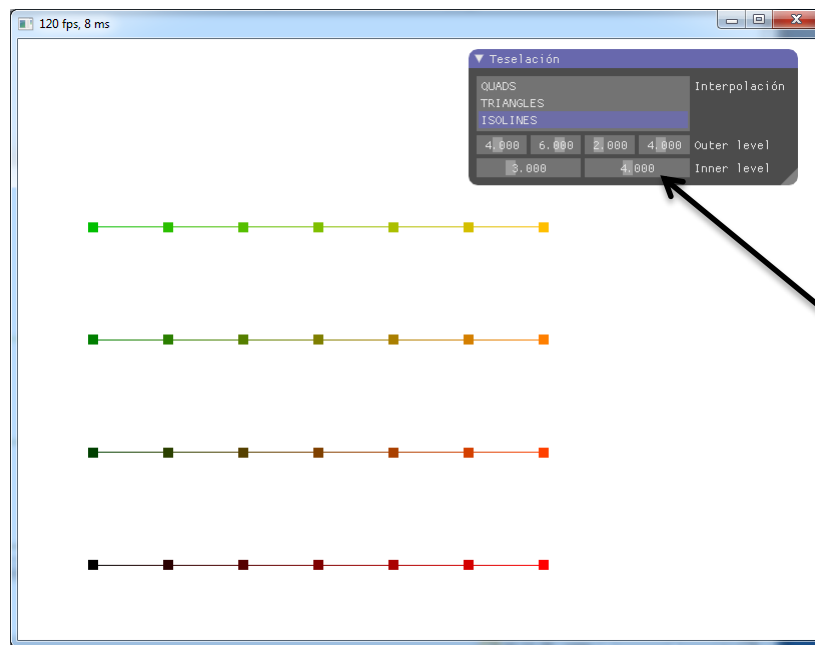 120 fps, 8 ms
Teselación
QUADS
TRIANGLES
ISOLINES
Interpolación
4.000 6.000 2.000 4.000 Outer level
3.000 4.000 Inner level